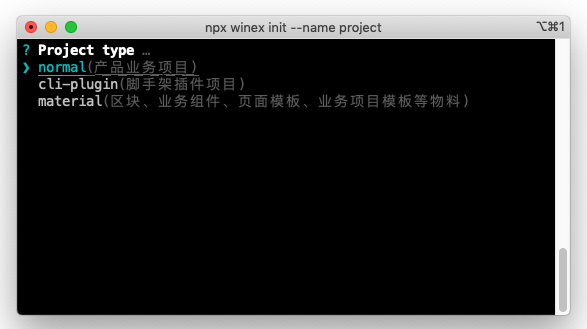 npx winex init --name project
⌥⌘1
? Project type …
❯ normal(产品业务项目)
cli-plugin(脚手架插件项目)
material(区块、业务组件、页面模板、业务项目模板等物料)